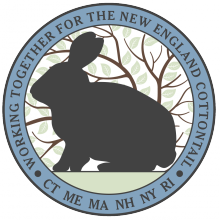 WORKING TOGETHER FOR THE NEW ENGLAND COTTONTAIL
• CT ME MA NH NY RI •